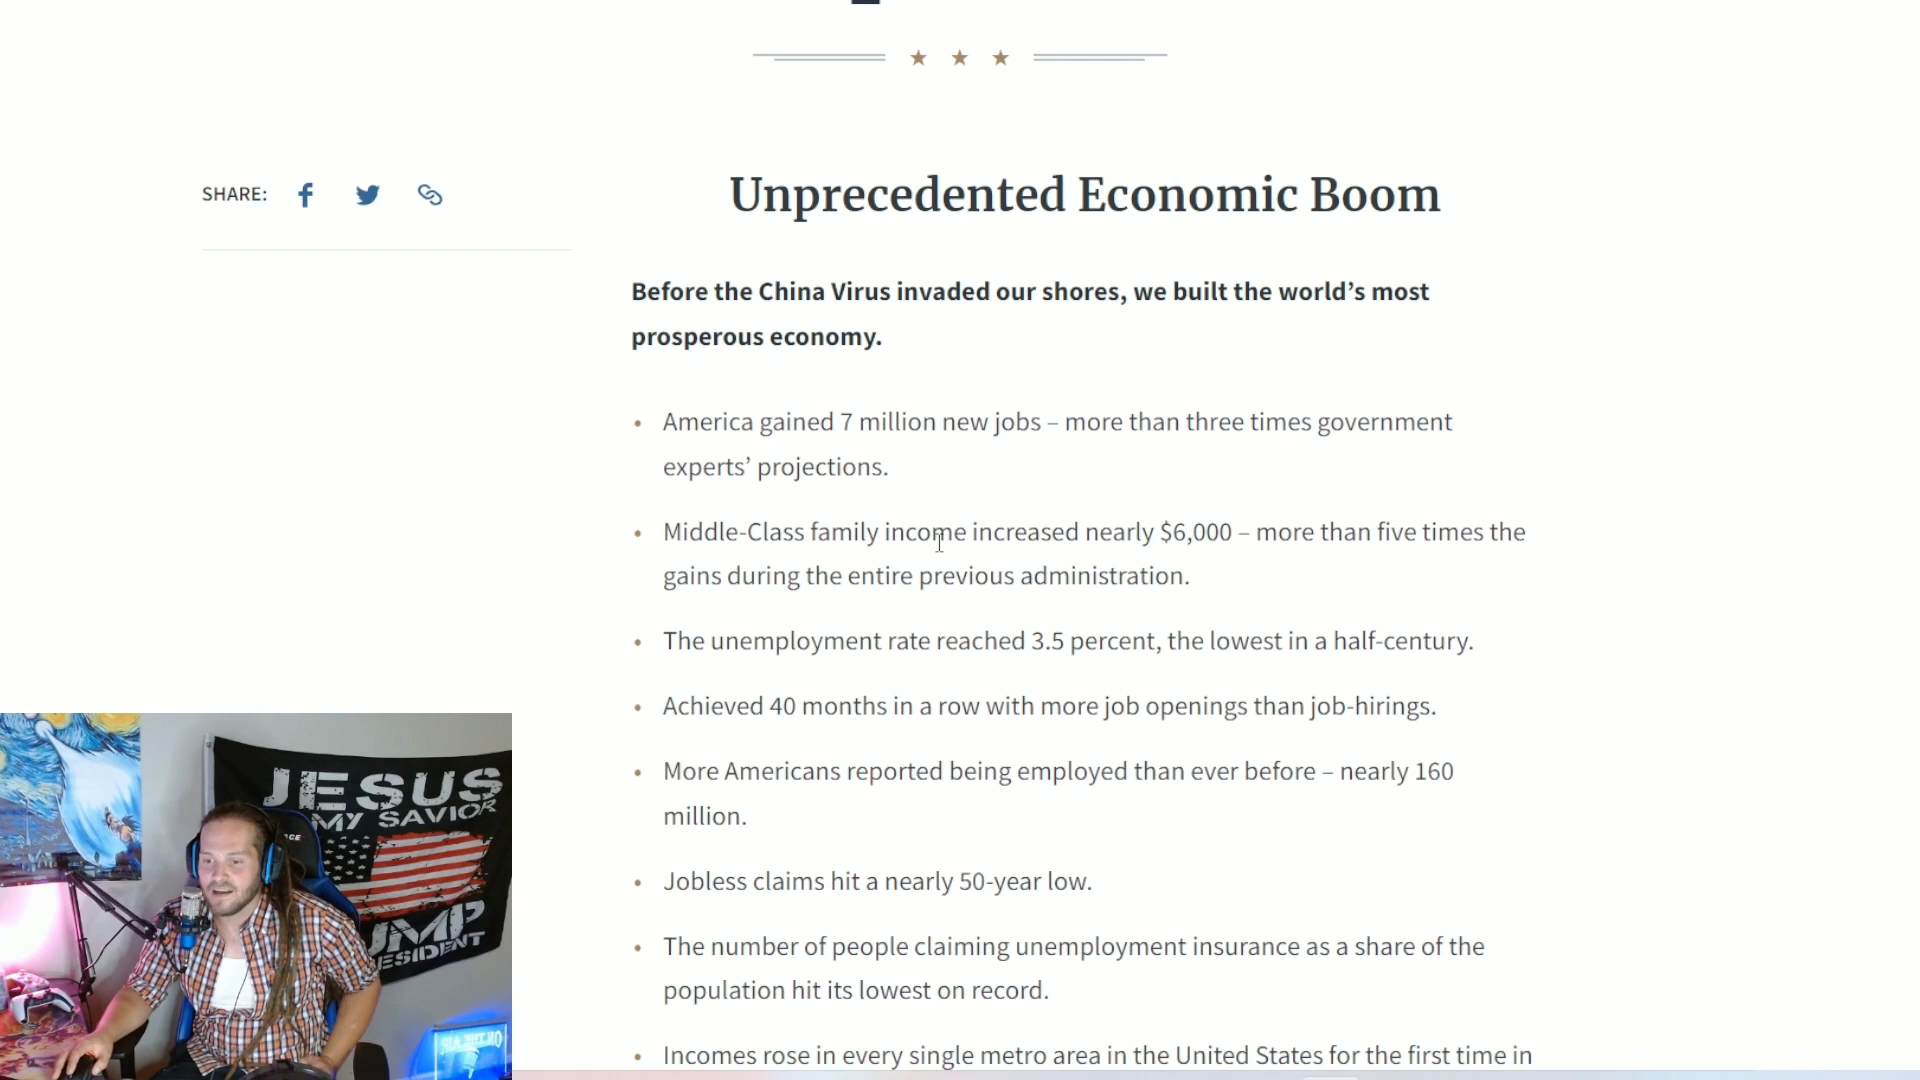 SHARE:
Unprecedented Economic Boom
Before the China Virus invaded our shores, we built the world’s most
prosperous economy.
• America gained 7 million new jobs – more than three times government
experts’ projections.
• Middle-Class family income increased nearly $6,000 – more than five times the
gains during the entire previous administration.
• The unemployment rate reached 3.5 percent, the lowest in a half-century.
• Achieved 40 months in a row with more job openings than job-hirings.
• More Americans reported being employed than ever before – nearly 160
million.
• Jobless claims hit a nearly 50-year low.
• The number of people claiming unemployment insurance as a share of the
population hit its lowest on record.
• Incomes rose in every single metro area in the United States for the first time in
JESUS
MY SAVIOR
UMP
ESIDENT
ON THE AIR